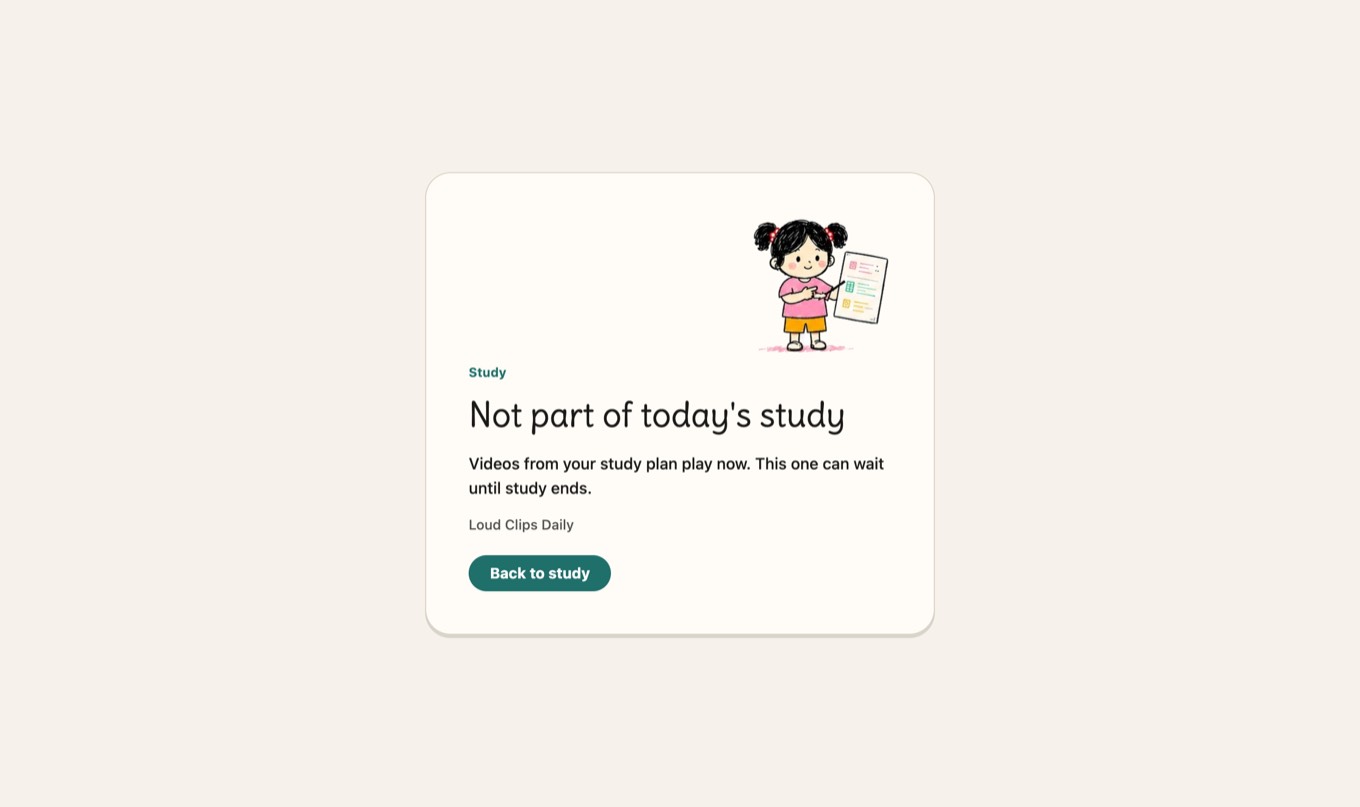 Study
Not part of today's study
Videos from your study plan play now. This one can wait
until study ends.
Loud Clips Daily
Back to study